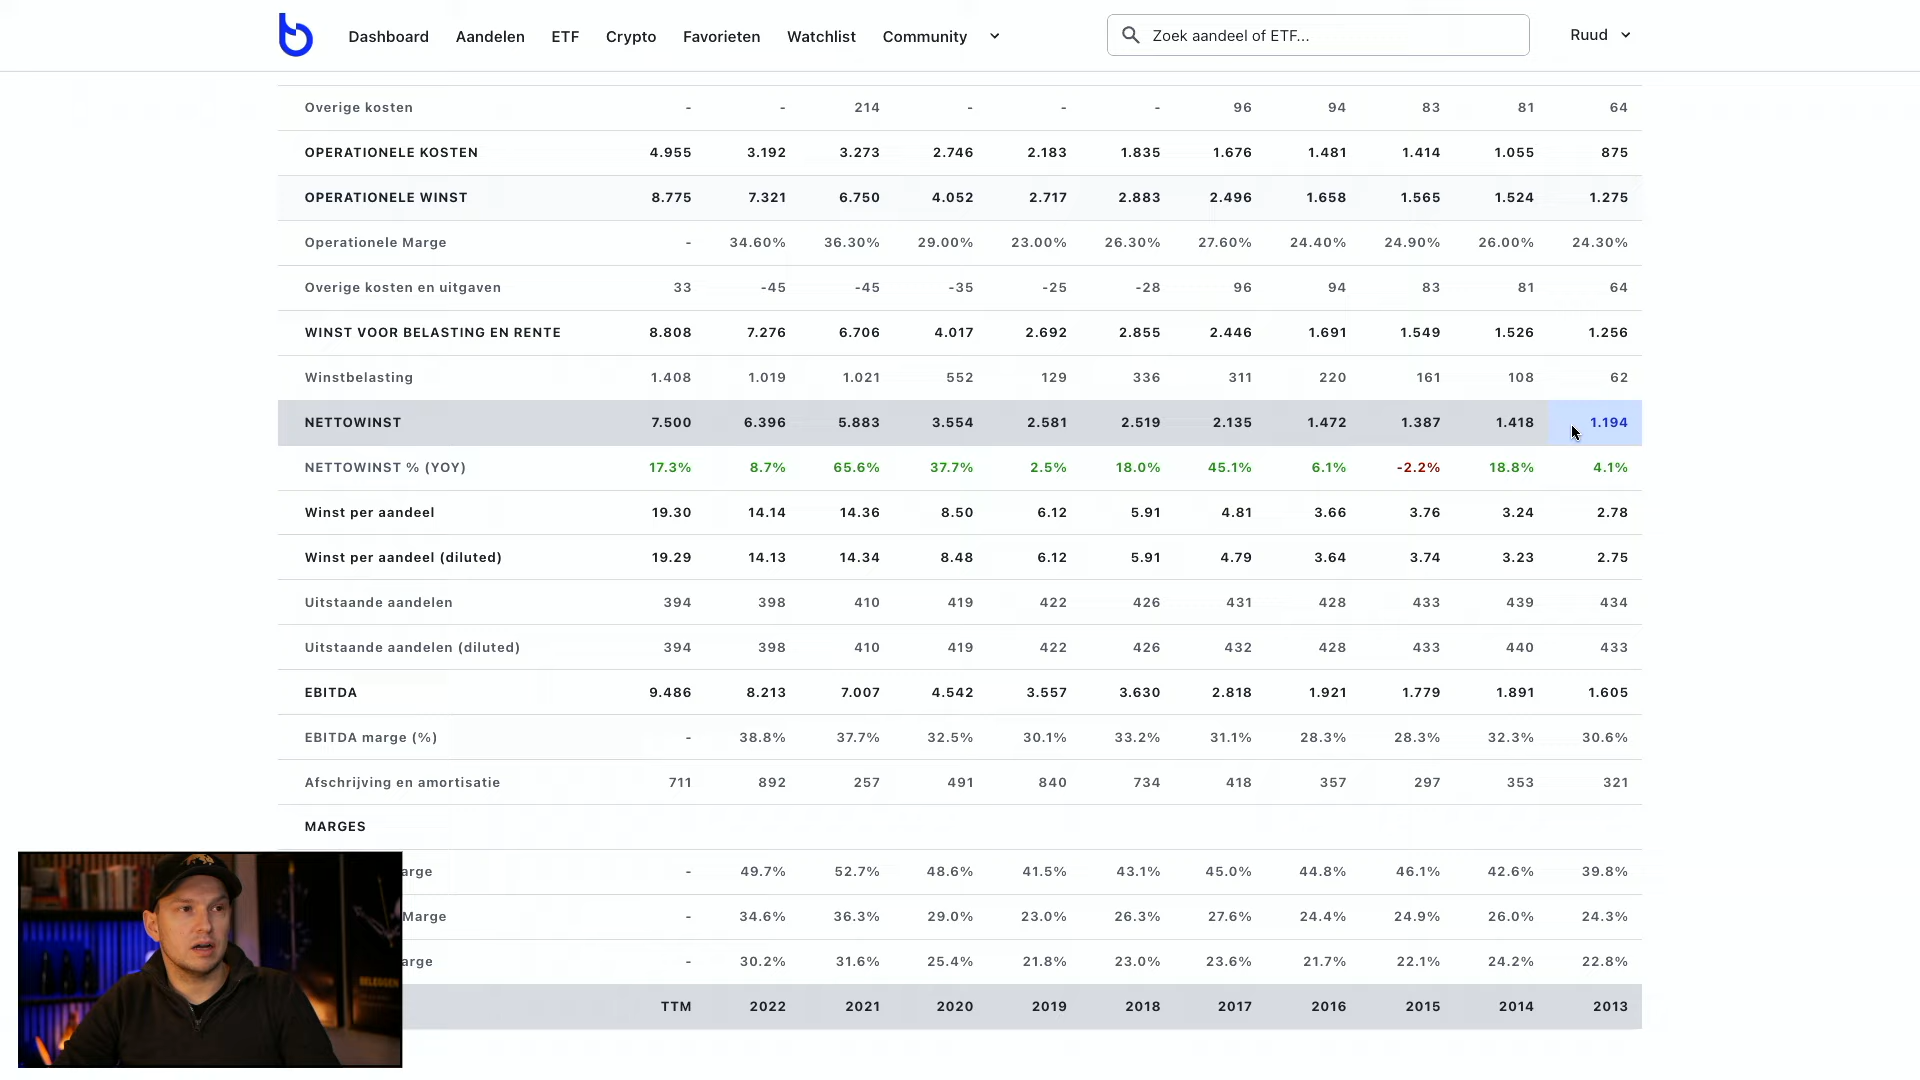 Dashboard Aandelen ETF Crypto Favorieten Watchlist Community Zoek aandeel of ETF... Ruud
Overige kosten - - 214 - - - 96 94 83 81 64
OPERATIONELE KOSTEN 4.955 3.192 3.273 2.746 2.183 1.835 1.676 1.481 1.414 1.055 875
OPERATIONELE WINST 8.775 7.321 6.750 4.052 2.717 2.883 2.496 1.658 1.565 1.524 1.275
Operationele Marge - 34.60% 36.30% 29.00% 23.00% 26.30% 27.60% 24.40% 24.90% 26.00% 24.30%
Overige kosten en uitgaven 33 -45 -45 -35 -25 -28 96 94 83 81 64
WINST VOOR BELASTING EN RENTE 8.808 7.276 6.706 4.017 2.692 2.855 2.446 1.691 1.549 1.526 1.256
Winstbelasting 1.408 1.019 1.021 552 129 336 311 220 161 108 62
NETTOWINST 7.500 6.396 5.883 3.554 2.581 2.519 2.135 1.472 1.387 1.418 1.194
NETTOWINST % (YOY) 17.3% 8.7% 65.6% 37.7% 2.5% 18.0% 45.1% 6.1% -2.2% 18.8% 4.1%
Winst per aandeel 19.30 14.14 14.36 8.50 6.12 5.91 4.81 3.66 3.76 3.24 2.78
Winst per aandeel (diluted) 19.29 14.13 14.34 8.48 6.12 5.91 4.79 3.64 3.74 3.23 2.75
Uitstaande aandelen 394 398 410 419 422 426 431 428 433 439 434
Uitstaande aandelen (diluted) 394 398 410 419 422 426 432 428 433 440 433
EBITDA 9.486 8.213 7.007 4.542 3.557 3.630 2.818 1.921 1.779 1.891 1.605
EBITDA marge (%) - 38.8% 37.7% 32.5% 30.1% 33.2% 31.1% 28.3% 28.3% 32.3% 30.6%
Afschrijving en amortisatie 711 892 257 491 840 734 418 357 297 353 321
MARGES
arge - 49.7% 52.7% 48.6% 41.5% 43.1% 45.0% 44.8% 46.1% 42.6% 39.8%
Marge - 34.6% 36.3% 29.0% 23.0% 26.3% 27.6% 24.4% 24.9% 26.0% 24.3%
arge - 30.2% 31.6% 25.4% 21.8% 23.0% 23.6% 21.7% 22.1% 24.2% 22.8%
TTM 2022 2021 2020 2019 2018 2017 2016 2015 2014 2013
BELEGGEN